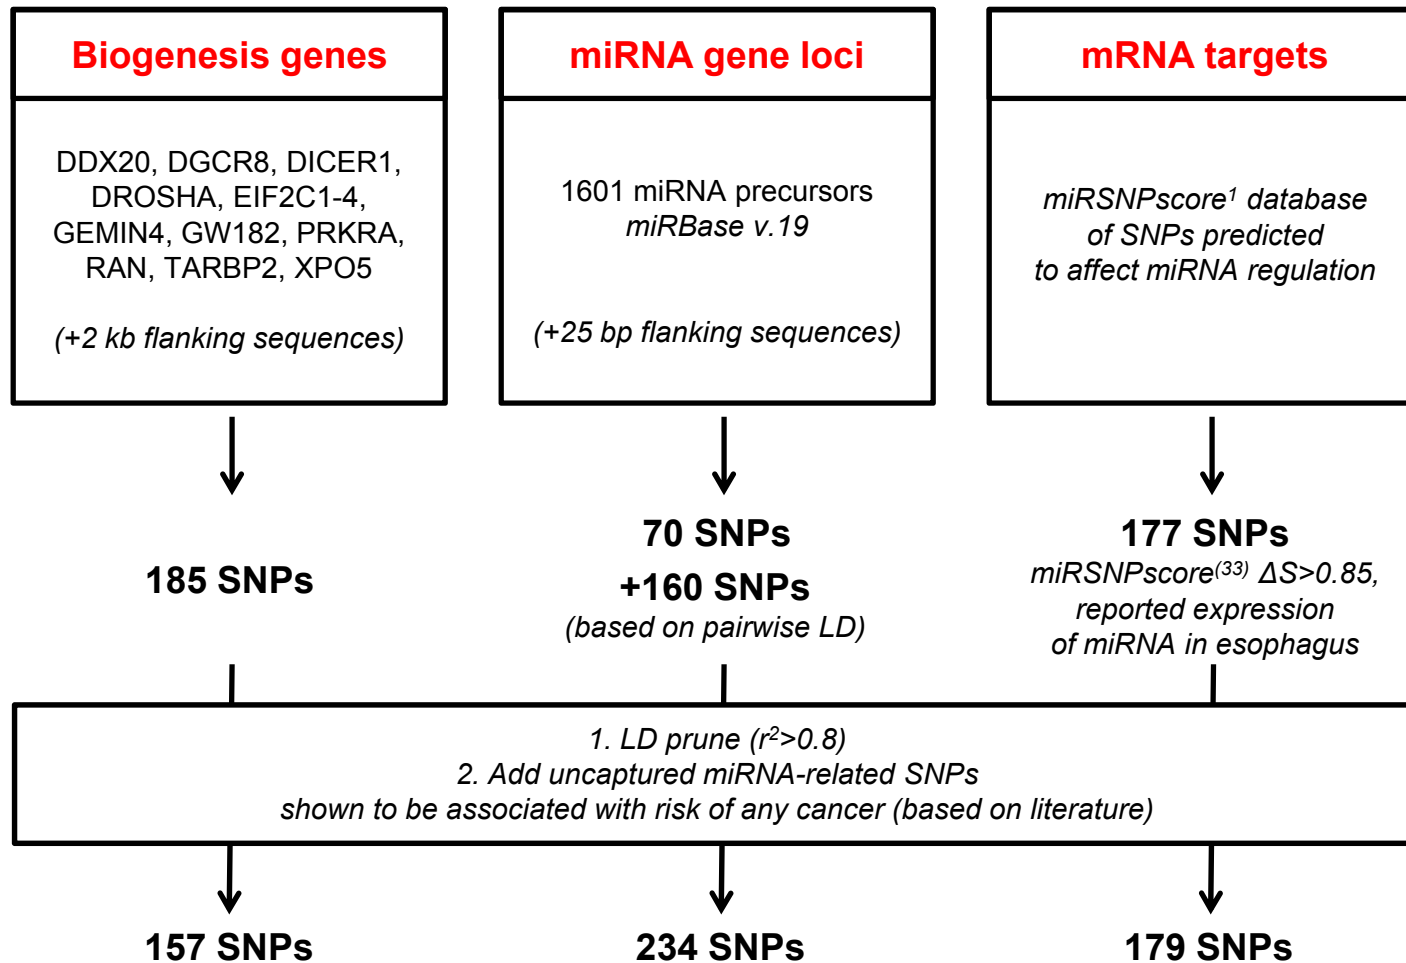 Biogenesis genes
DDX20, DGCR8, DICER1,
DROSHA, EIF2C1-4,
GEMIN4, GW182, PRKRA,
RAN, TARBP2, XPO5
(+2 kb flanking sequences)
miRNA gene loci
1601 miRNA precursors
miRBase v.19
(+25 bp flanking sequences)
mRNA targets
miRSNPscore¹ database
of SNPs predicted
to affect miRNA regulation
185 SNPs
70 SNPs
+160 SNPs
(based on pairwise LD)
177 SNPs
miRSNPscore⁽³³⁾ ΔS>0.85,
reported expression
of miRNA in esophagus
1. LD prune (r²>0.8)
2. Add uncaptured miRNA-related SNPs
shown to be associated with risk of any cancer (based on literature)
157 SNPs
234 SNPs
179 SNPs